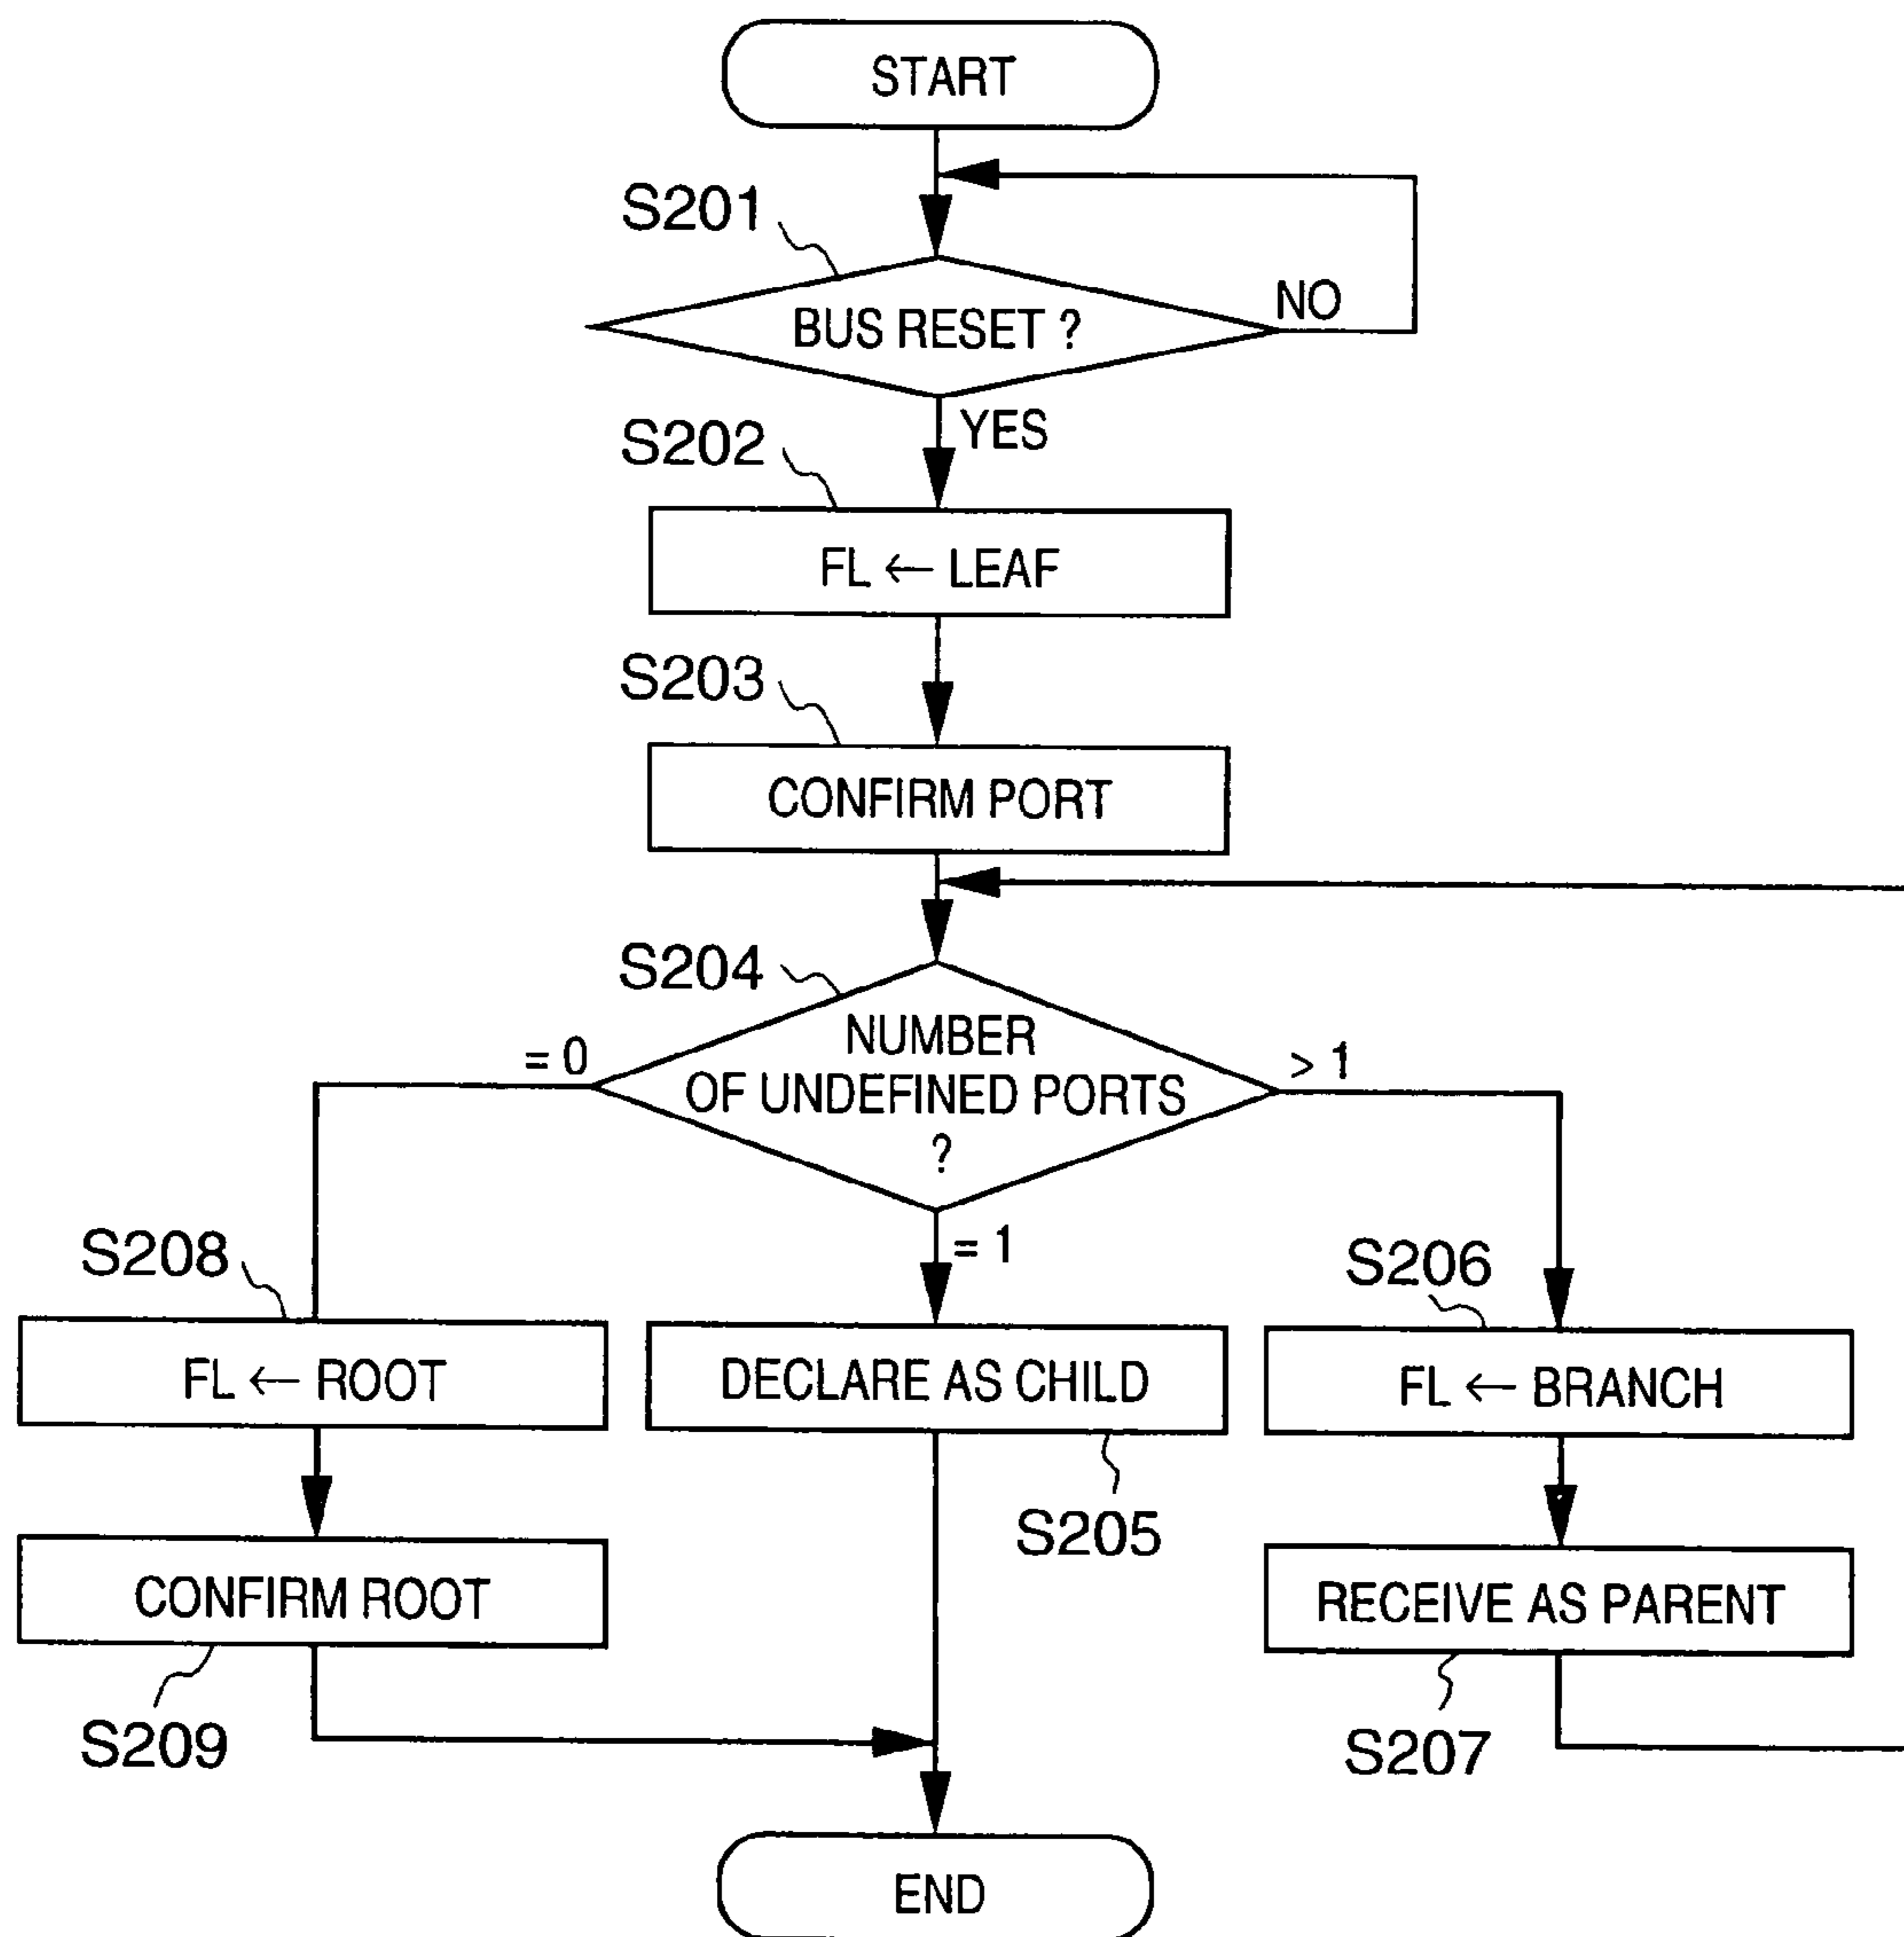 START
S201
BUS RESET ?
NO
YES
S202
FL ← LEAF
S203
CONFIRM PORT
S204
NUMBER
OF UNDEFINED PORTS
?
= 0
> 1
= 1
S208
S206
FL ← ROOT
DECLARE AS CHILD
FL ← BRANCH
S205
CONFIRM ROOT
RECEIVE AS PARENT
S209
S207
END